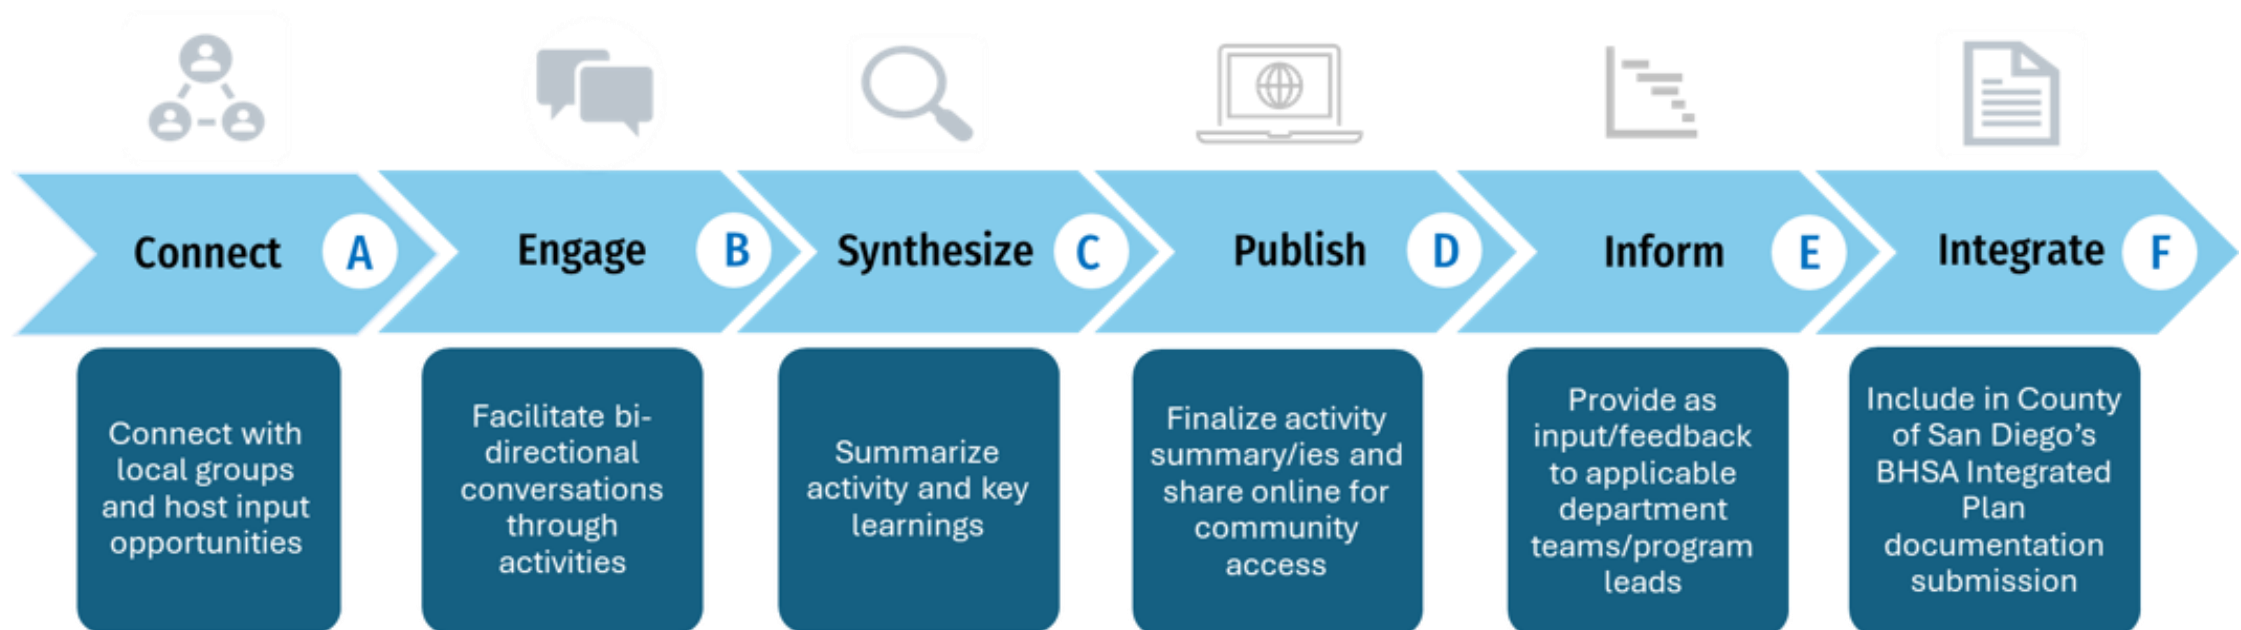 Connect
A
Engage
B
Synthesize
C
Publish
D
Inform
E
Integrate
F
Connect with
local groups
and host input
opportunities
Facilitate bi-
directional
conversations
through
activities
Summarize
activity and key
learnings
Finalize activity
summary/ies and
share online for
community
access
Provide as
input/feedback
to applicable
department
teams/program
leads
Include in County
of San Diego’s
BHSA Integrated
Plan
documentation
submission